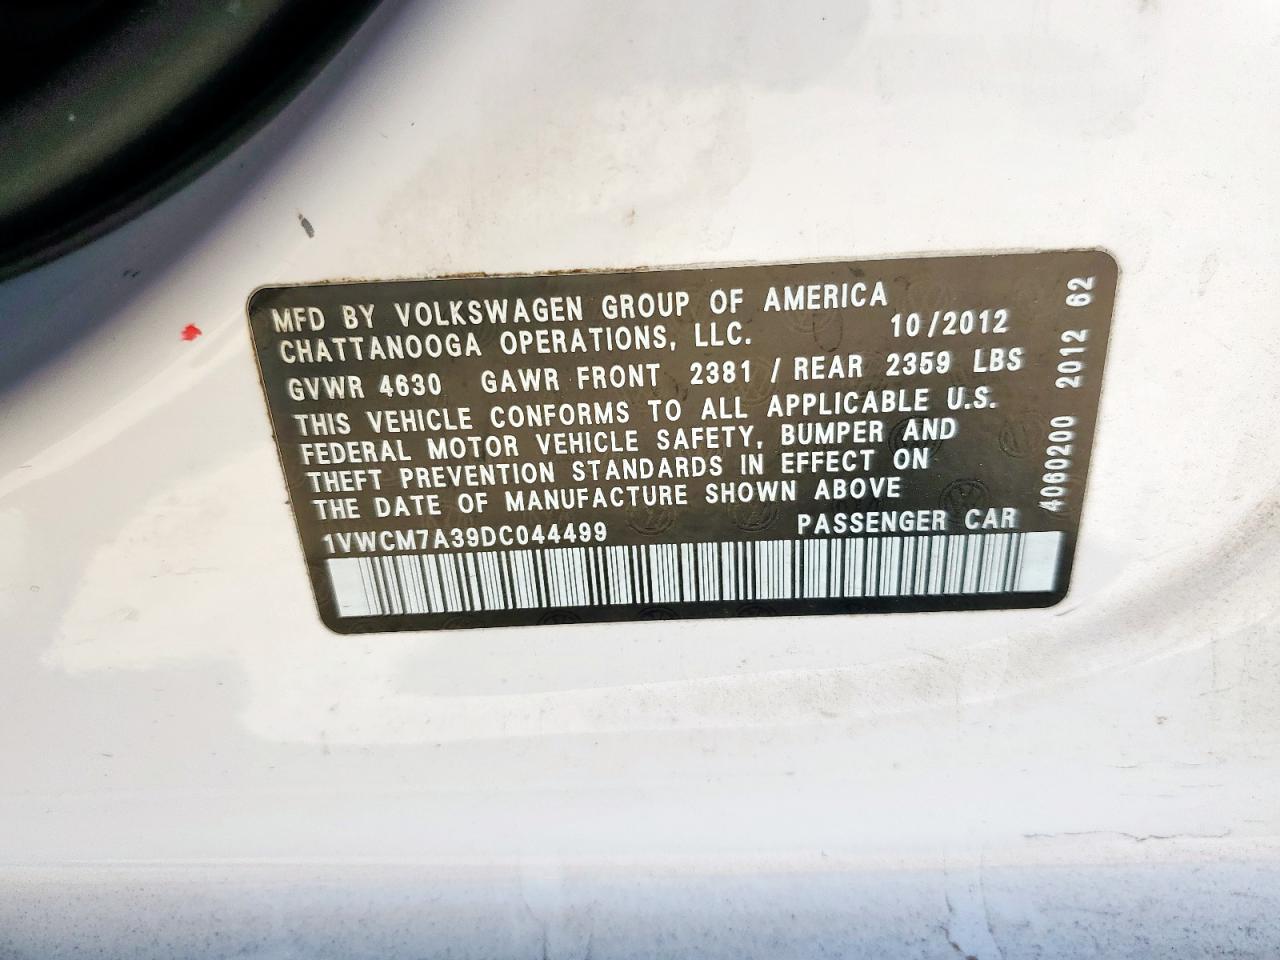 MFD BY VOLKSWAGEN GROUP OF AMERICA
CHATTANOOGA OPERATIONS, LLC. 10/2012
GVWR 4630 GAWR FRONT 2381 / REAR 2359 LBS
THIS VEHICLE CONFORMS TO ALL APPLICABLE U.S.
FEDERAL MOTOR VEHICLE SAFETY, BUMPER AND
THEFT PREVENTION STANDARDS IN EFFECT ON
THE DATE OF MANUFACTURE SHOWN ABOVE
1VWCM7A39DC044499 PASSENGER CAR
4060200 2012 62